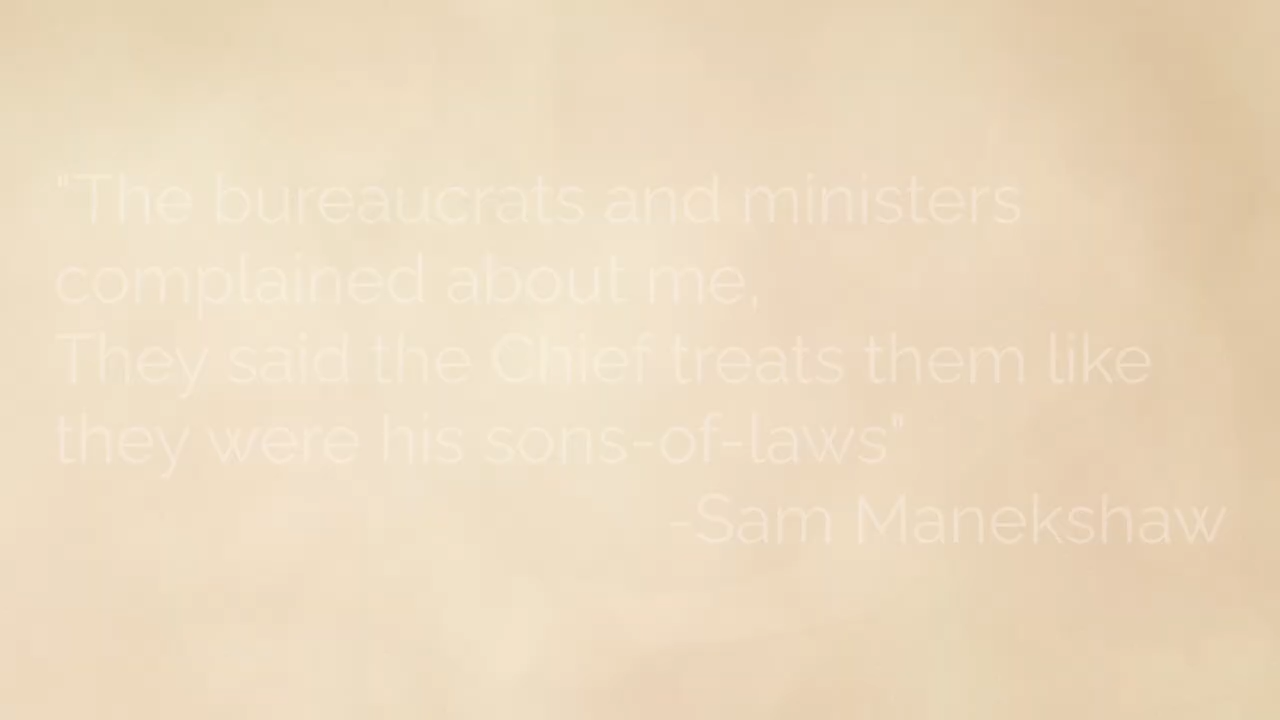 "The bureaucrats and ministers
complained about me,
They said the Chief treats them like
they were his sons-of-laws"
-Sam Manekshaw